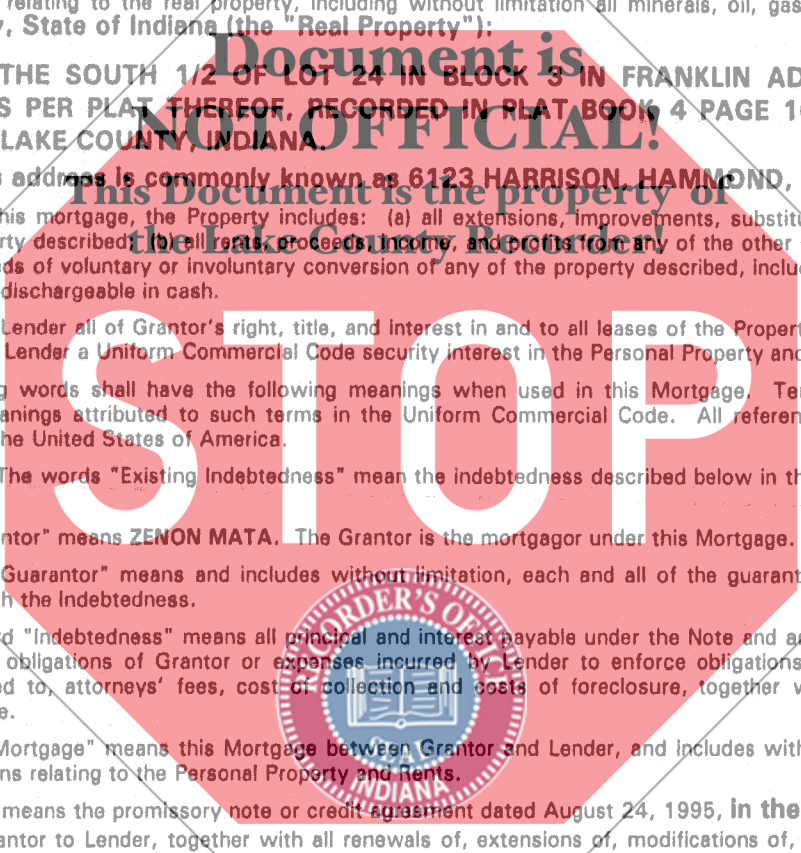 relating to the real property, including without limitation all minerals, oil, gas
, State of Indiana (the "Real Property"):
THE SOUTH 1/2 OF LOT 24 IN BLOCK 3 IN FRANKLIN AD
S PER PLAT THEREOF, RECORDED IN PLAT BOOK 4 PAGE 1
LAKE COUNTY, INDIANA.
address is commonly known as 6123 HARRISON, HAMMOND,
Document is
NOT OFFICIAL!
This Document is the property of
the Lake County Recorder!
his mortgage, the Property includes: (a) all extensions, improvements, substit
rty described; (b) all rents, proceeds, income, and profits from any of the other
ds of voluntary or involuntary conversion of any of the property described, inclu
dischargeable in cash.
Lender all of Grantor's right, title, and interest in and to all leases of the Propert
Lender a Uniform Commercial Code security interest in the Personal Property and
g words shall have the following meanings when used in this Mortgage. Te
anings attributed to such terms in the Uniform Commercial Code. All referen
he United States of America.
STOP
The words "Existing Indebtedness" mean the indebtedness described below in th
ntor" means ZENON MATA. The Grantor is the mortgagor under this Mortgage.
Guarantor" means and includes without limitation, each and all of the guarant
h the Indebtedness.
rd "Indebtedness" means all principal and interest payable under the Note and a
obligations of Grantor or expenses incurred by Lender to enforce obligations
ed to, attorneys' fees, cost of collection and costs of foreclosure, together
e.
RECORDER'S OFFICE
SEAL
INDIANA
Mortgage" means this Mortgage between Grantor and Lender, and includes with
ns relating to the Personal Property and Rents.
means the promissory note or credit agreement dated August 24, 1995, in the
antor to Lender, together with all renewals of, extensions of, modifications of,